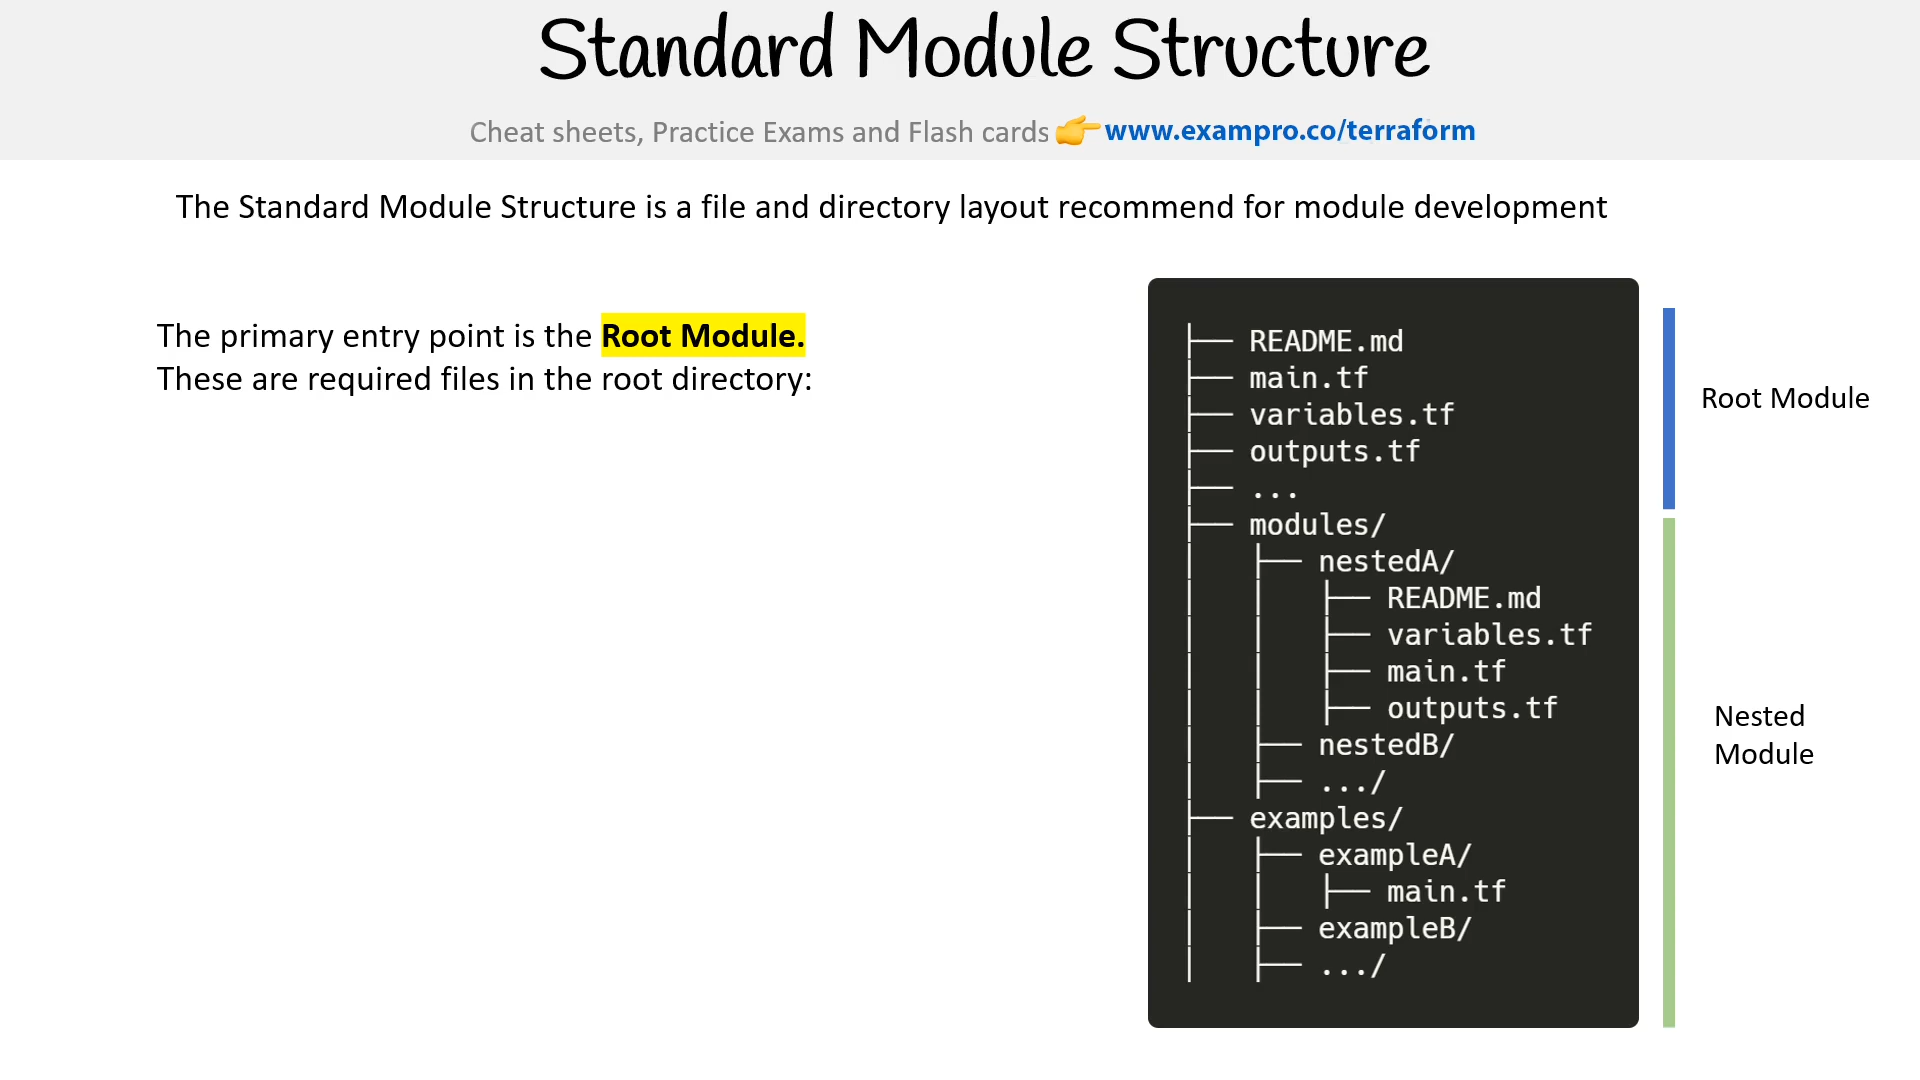 Standard Module Structure
Cheat sheets, Practice Exams and Flash cards 👉 www.exampro.co/terraform
The Standard Module Structure is a file and directory layout recommend for module development
The primary entry point is the Root Module.
These are required files in the root directory:
├── README.md
├── main.tf
├── variables.tf
├── outputs.tf
├── ...
├── modules/
│   ├── nestedA/
│   │   ├── README.md
│   │   ├── variables.tf
│   │   ├── main.tf
│   │   ├── outputs.tf
│   ├── nestedB/
│   ├── .../
├── examples/
│   ├── exampleA/
│   │   ├── main.tf
│   ├── exampleB/
│   ├── .../
Root Module
Nested
Module